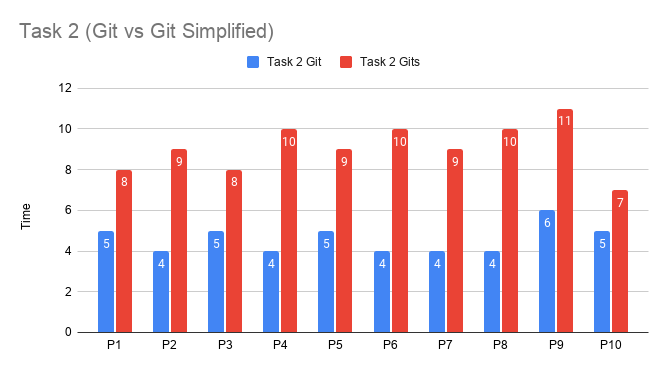 Task 2 (Git vs Git Simplified)
Task 2 Git Task 2 Gits
12
10
8
6
4
2
0
Time
5 8 4 9 5 8 4 10 5 9 4 10 4 9 4 10 6 11 5 7
P1 P2 P3 P4 P5 P6 P7 P8 P9 P10